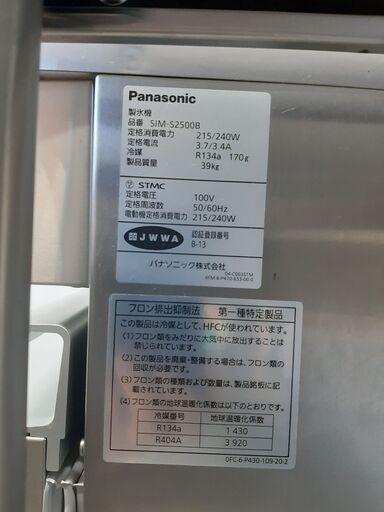 Panasonic
製氷機
品番 SIM-S2500B
定格消費電力 215/240W
定格電流 3.7/3.4A
冷媒 R134a 170g
製品質量 39kg
STMC
定格電圧 100V
定格周波数 50/60Hz
電動機定格消費電力 215/240W
JWWA 認証登録番号
B-13
パナソニック株式会社
フロン排出抑制法 第一種特定製品
この製品は冷媒として、HFCが使われています。
(1) フロン類をみだりに大気中に放出することは
禁じられています。
(2) この製品を廃棄・整備する場合は、フロン類の
回収が必要です。
(3) フロン類の種類および数量は、製品銘板に記
載されています。
(4) フロン類の地球温暖化係数は以下のとおりです。
冷媒番号 地球温暖化係数
R134a 1 430
R404A 3 920
0FC-6-P430-109-20-2